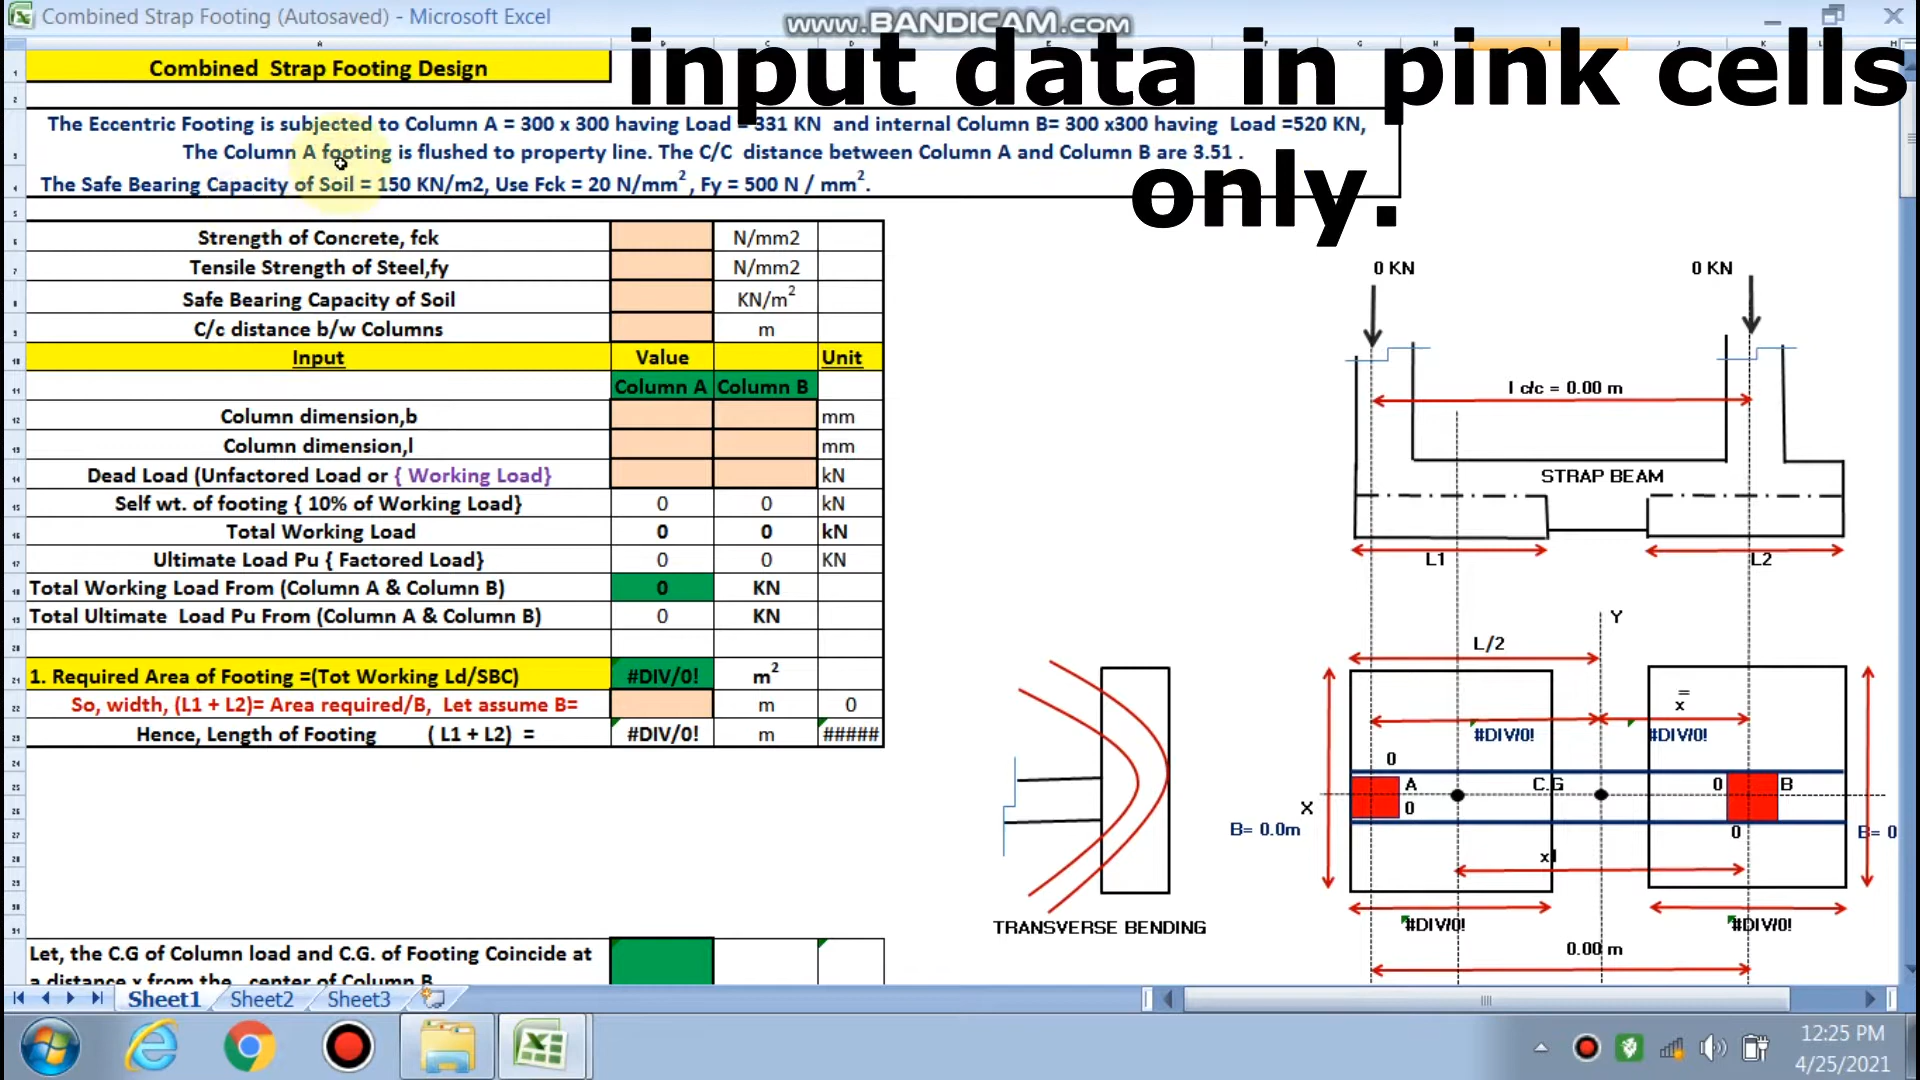 Combined Strap Footing (Autosaved) - Microsoft Excel
www.BANDICAM.com
input data in pink cells
only.
Combined Strap Footing Design
The Eccentric Footing is subjected to Column A = 300 x 300 having Load = 331 KN and internal Column B= 300 x300 having Load =520 KN,
The Column A footing is flushed to property line. The C/C distance between Column A and Column B are 3.51 .
The Safe Bearing Capacity of Soil = 150 KN/m2, Use Fck = 20 N/mm2 , Fy = 500 N / mm2.
Strength of Concrete, fck N/mm2
Tensile Strength of Steel,fy N/mm2
Safe Bearing Capacity of Soil KN/m2
C/c distance b/w Columns m
Input Value Unit
Column A Column B
Column dimension,b mm
Column dimension,l mm
Dead Load (Unfactored Load or { Working Load} kN
Self wt. of footing { 10% of Working Load} 0 0 kN
Total Working Load 0 0 kN
Ultimate Load Pu { Factored Load} 0 0 KN
Total Working Load From (Column A & Column B) 0 KN
Total Ultimate Load Pu From (Column A & Column B) 0 KN
1. Required Area of Footing =(Tot Working Ld/SBC) #DIV/0! m2
So, width, (L1 + L2)= Area required/B, Let assume B= m 0
Hence, Length of Footing ( L1 + L2) = #DIV/0! m #####
Let, the C.G of Column load and C.G. of Footing Coincide at
a distance x from the center of Column B
0 KN 0 KN
l c/c = 0.00 m
STRAP BEAM
L1 L2
Y
L/2
=
x
#DIV/0! #DIV/0!
0
A C.G 0 B
X 0
B= 0.0m 0 B= 0
xl
#DIV/0! #DIV/0!
0.00 m
TRANSVERSE BENDING
Sheet1 Sheet2 Sheet3
12:25 PM
4/25/2021